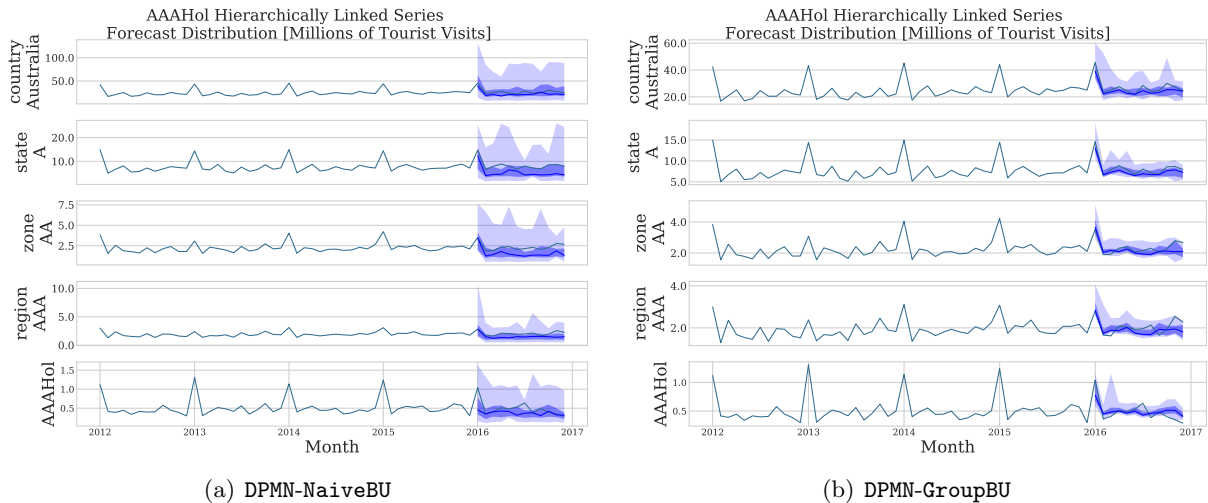 AAAHol Hierarchically Linked Series
Forecast Distribution [Millions of Tourist Visits]
country
Australia
100.0
50.0
state
A
20.0
10.0
zone
AA
7.5
5.0
2.5
region
AAA
10.0
5.0
0.0
AAAHol
1.5
1.0
0.5
2012
2013
2014
2015
2016
2017
Month
(a) DPMN-NaiveBU
AAAHol Hierarchically Linked Series
Forecast Distribution [Millions of Tourist Visits]
country
Australia
60.0
40.0
20.0
state
A
15.0
10.0
5.0
zone
AA
4.0
2.0
region
AAA
4.0
2.0
AAAHol
1.0
0.5
2012
2013
2014
2015
2016
2017
Month
(b) DPMN-GroupBU